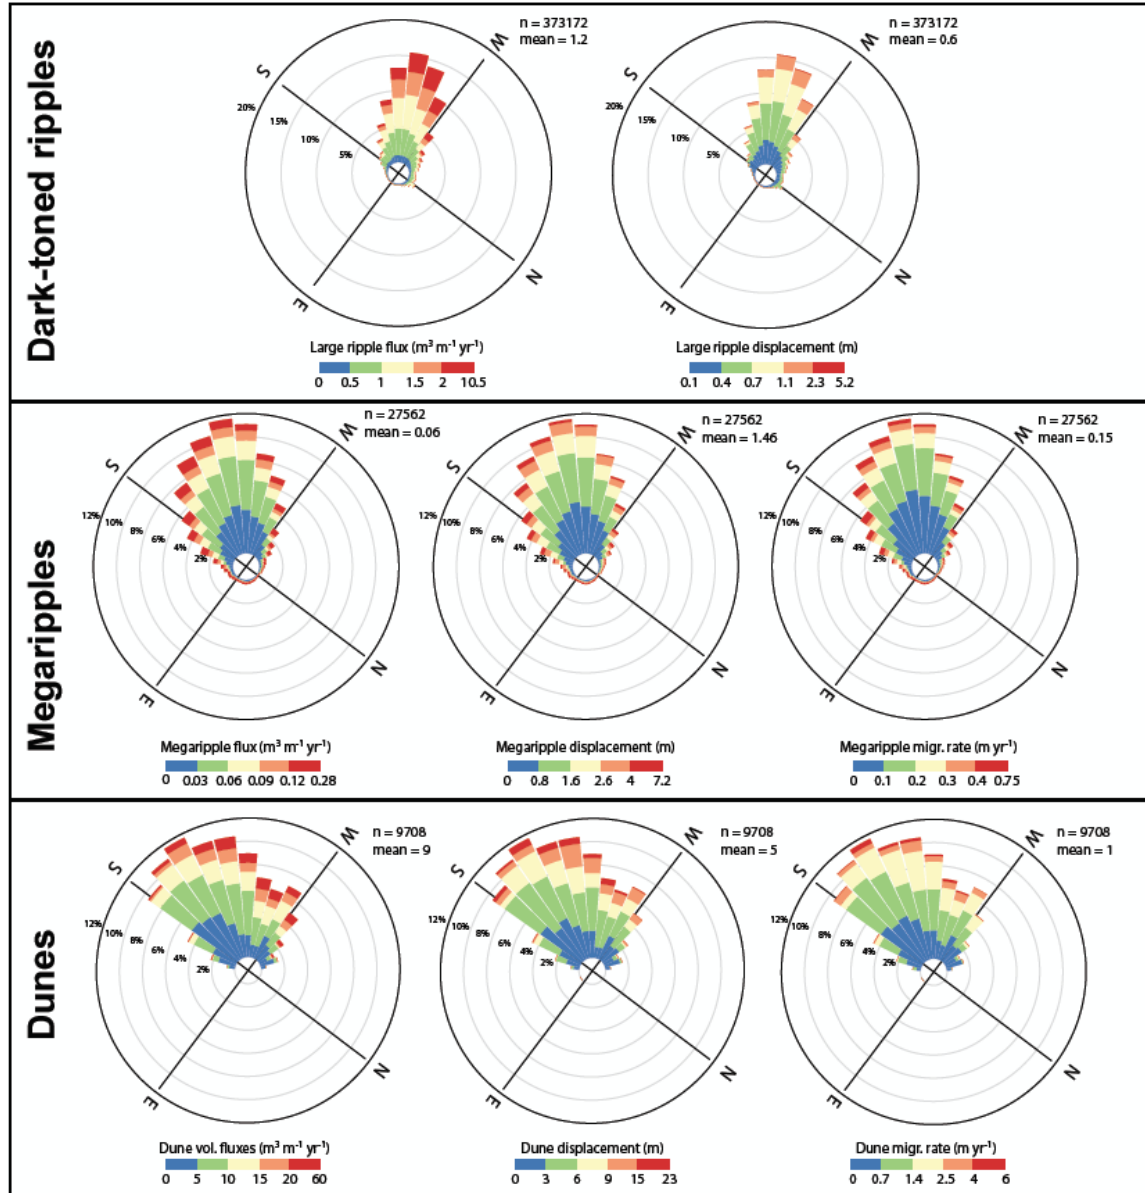 Dark-toned ripples
n = 373172
mean = 1.2
S
W
N
E
20%
15%
10%
5%
Large ripple flux (m³ m⁻¹ yr⁻¹)
0 0.5 1 1.5 2 10.5
n = 373172
mean = 0.6
S
W
N
E
20%
15%
10%
5%
Large ripple displacement (m)
0.1 0.4 0.7 1.1 2.3 5.2
Megaripples
n = 27562
mean = 0.06
S
W
N
E
12%
10%
8%
6%
4%
2%
Megaripple flux (m³ m⁻¹ yr⁻¹)
0 0.03 0.06 0.09 0.12 0.28
n = 27562
mean = 1.46
S
W
N
E
12%
10%
8%
6%
4%
2%
Megaripple displacement (m)
0 0.8 1.6 2.6 4 7.2
n = 27562
mean = 0.15
S
W
N
E
12%
10%
8%
6%
4%
2%
Megaripple migr. rate (m yr⁻¹)
0 0.1 0.2 0.3 0.4 0.75
Dunes
n = 9708
mean = 9
S
W
N
E
12%
10%
8%
6%
4%
2%
Dune vol. fluxes (m³ m⁻¹ yr⁻¹)
0 5 10 15 20 60
n = 9708
mean = 5
S
W
N
E
12%
10%
8%
6%
4%
2%
Dune displacement (m)
0 3 6 9 15 23
n = 9708
mean = 1
S
W
N
E
12%
10%
8%
6%
4%
2%
Dune migr. rate (m yr⁻¹)
0 0.7 1.4 2.5 4 6